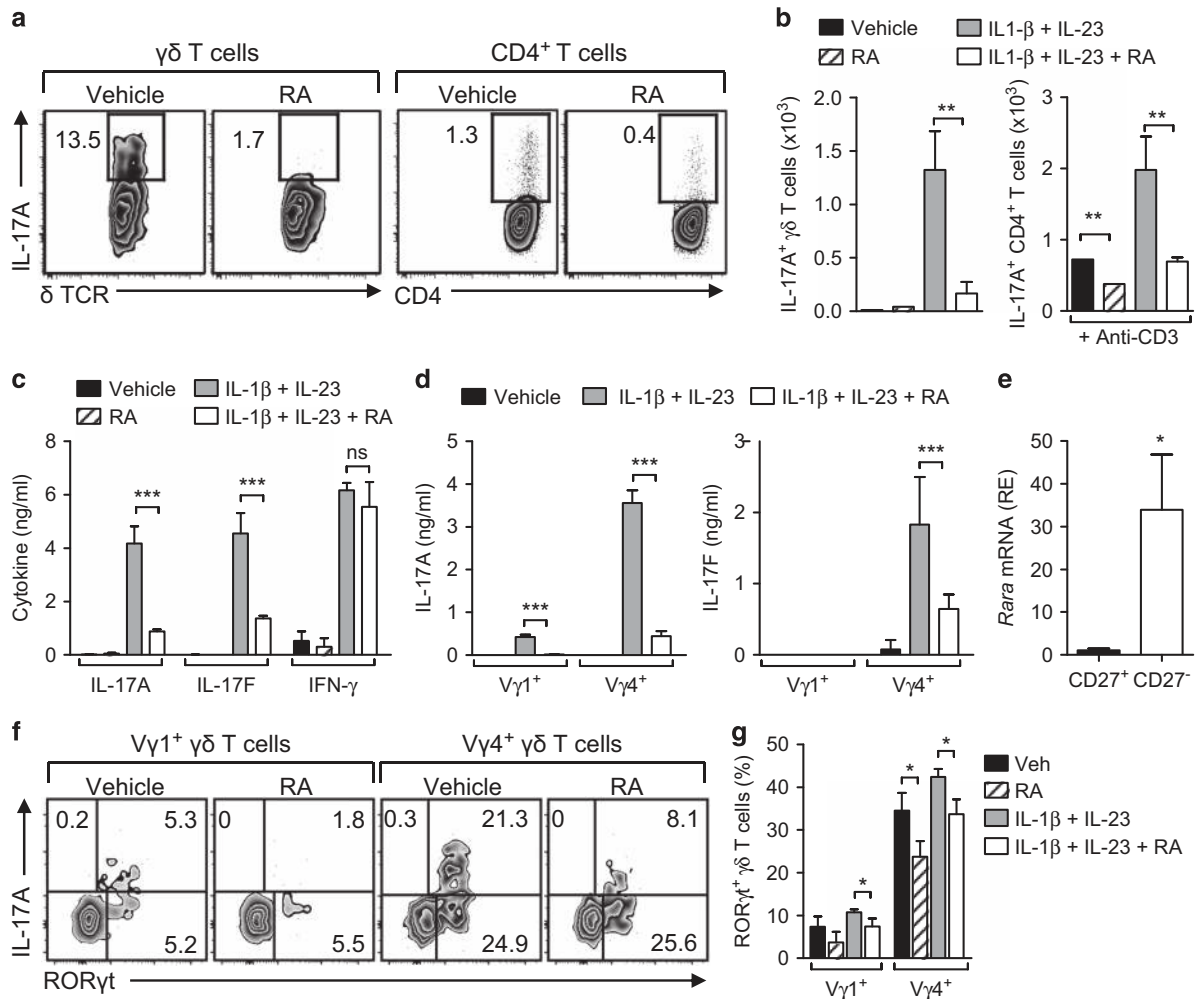 a
γδ T cells
CD4+ T cells
Vehicle
RA
Vehicle
RA
13.5
1.7
1.3
0.4
IL-17A
δ TCR
CD4
b
Vehicle
IL1-β + IL-23
RA
IL1-β + IL-23 + RA
IL-17A+ γδ T cells (x10³)
2.0
1.5
1.0
0.5
0.0
**
IL-17A+ CD4+ T cells (x10³)
3
2
1
0
**
**
+ Anti-CD3
c
Vehicle
IL-1β + IL-23
RA
IL-1β + IL-23 + RA
Cytokine (ng/ml)
8
6
4
2
0
***
***
ns
IL-17A
IL-17F
IFN-γ
d
Vehicle
IL-1β + IL-23
IL-1β + IL-23 + RA
IL-17A (ng/ml)
5
4
3
2
1
0
***
***
Vγ1+
Vγ4+
IL-17F (ng/ml)
3
2
1
0
***
Vγ1+
Vγ4+
e
Rara mRNA (RE)
50
40
30
20
10
0
*
CD27+ CD27-
f
Vγ1+ γδ T cells
Vγ4+ γδ T cells
Vehicle
RA
Vehicle
RA
0.2
5.3
0
1.8
0.3
21.3
0
8.1
5.2
5.5
24.9
25.6
IL-17A
RORγt
g
RORγt+ γδ T cells (%)
50
40
30
20
10
0
*
*
*
Vγ1+
Vγ4+
Veh
RA
IL-1β + IL-23
IL-1β + IL-23 + RA